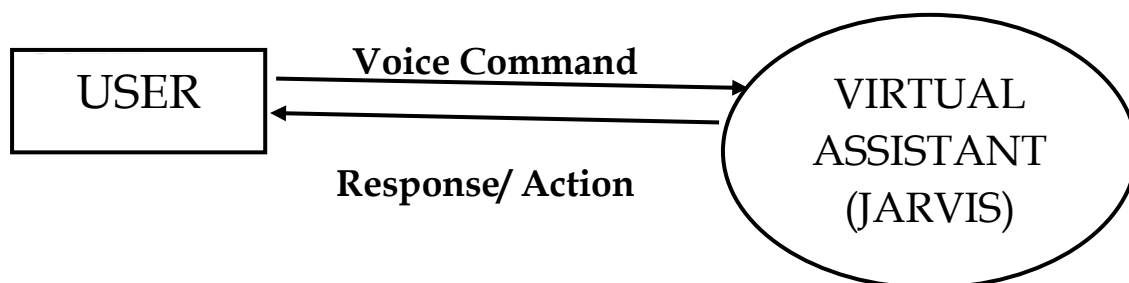 USER
Voice Command
Response/ Action
VIRTUAL
ASSISTANT
(JARVIS)